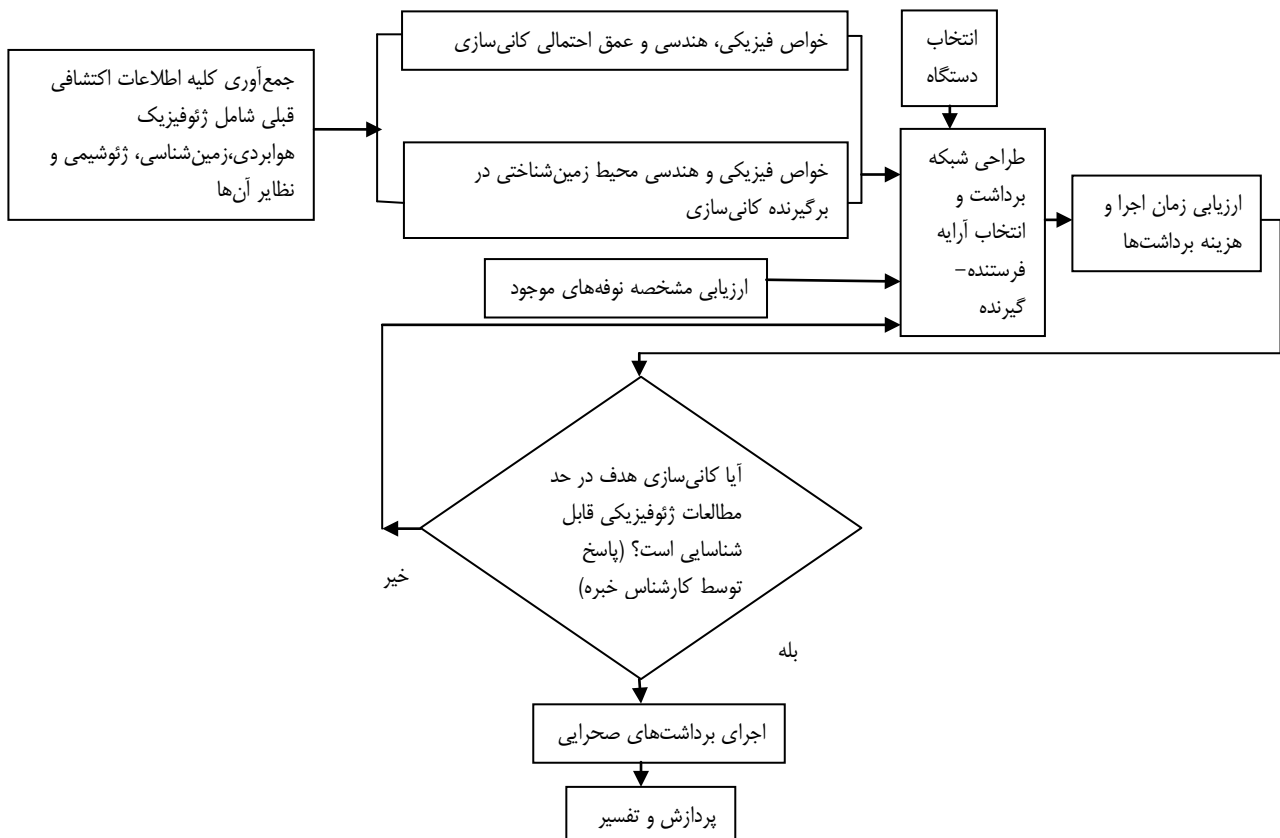 جمع‌آوری کلیه اطلاعات اکتشافی
قبلی شامل ژئوفیزیک
هوابردی،زمین‌شناسی، ژئوشیمی و
نظایر آن‌ها
خواص فیزیکی، هندسی و عمق احتمالی کانی‌سازی
خواص فیزیکی و هندسی محیط زمین‌شناختی در
برگیرنده کانی‌سازی
ارزیابی مشخصه نوفه‌های موجود
انتخاب
دستگاه
طراحی شبکه
برداشت و
انتخاب آرایه
فرستنده-
گیرنده
ارزیابی زمان اجرا و
هزینه برداشت‌ها
آیا کانی‌سازی هدف در حد
مطالعات ژئوفیزیکی قابل
شناسایی است؟ (پاسخ
توسط کارشناس خبره)
خیر
بله
اجرای برداشت‌های صحرایی
پردازش و تفسیر